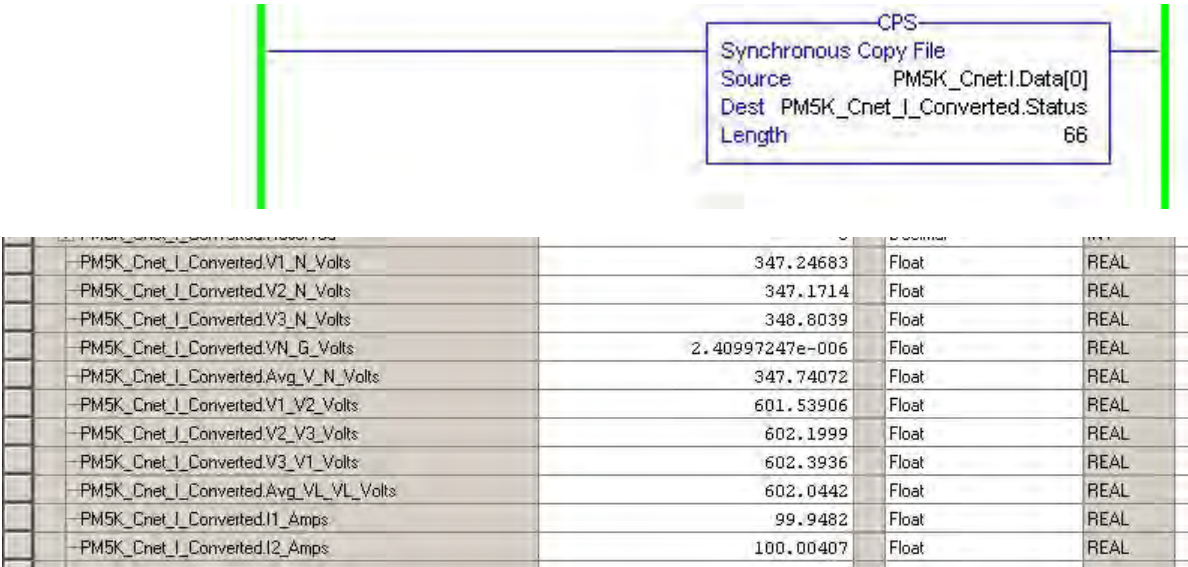 CPS
Synchronous Copy File
Source PM5K_Cnet:I.Data[0]
Dest PM5K_Cnet_I_Converted.Status
Length 66
PM5K_Cnet_I_Converted.V1_N_Volts 347.24683 Float REAL
PM5K_Cnet_I_Converted.V2_N_Volts 347.1714 Float REAL
PM5K_Cnet_I_Converted.V3_N_Volts 348.8039 Float REAL
PM5K_Cnet_I_Converted.VN_G_Volts 2.40997247e-006 Float REAL
PM5K_Cnet_I_Converted.Avg_V_N_Volts 347.74072 Float REAL
PM5K_Cnet_I_Converted.V1_V2_Volts 601.53906 Float REAL
PM5K_Cnet_I_Converted.V2_V3_Volts 602.1999 Float REAL
PM5K_Cnet_I_Converted.V3_V1_Volts 602.3936 Float REAL
PM5K_Cnet_I_Converted.Avg_VL_VL_Volts 602.0442 Float REAL
PM5K_Cnet_I_Converted.I1_Amps 99.9482 Float REAL
PM5K_Cnet_I_Converted.I2_Amps 100.00407 Float REAL